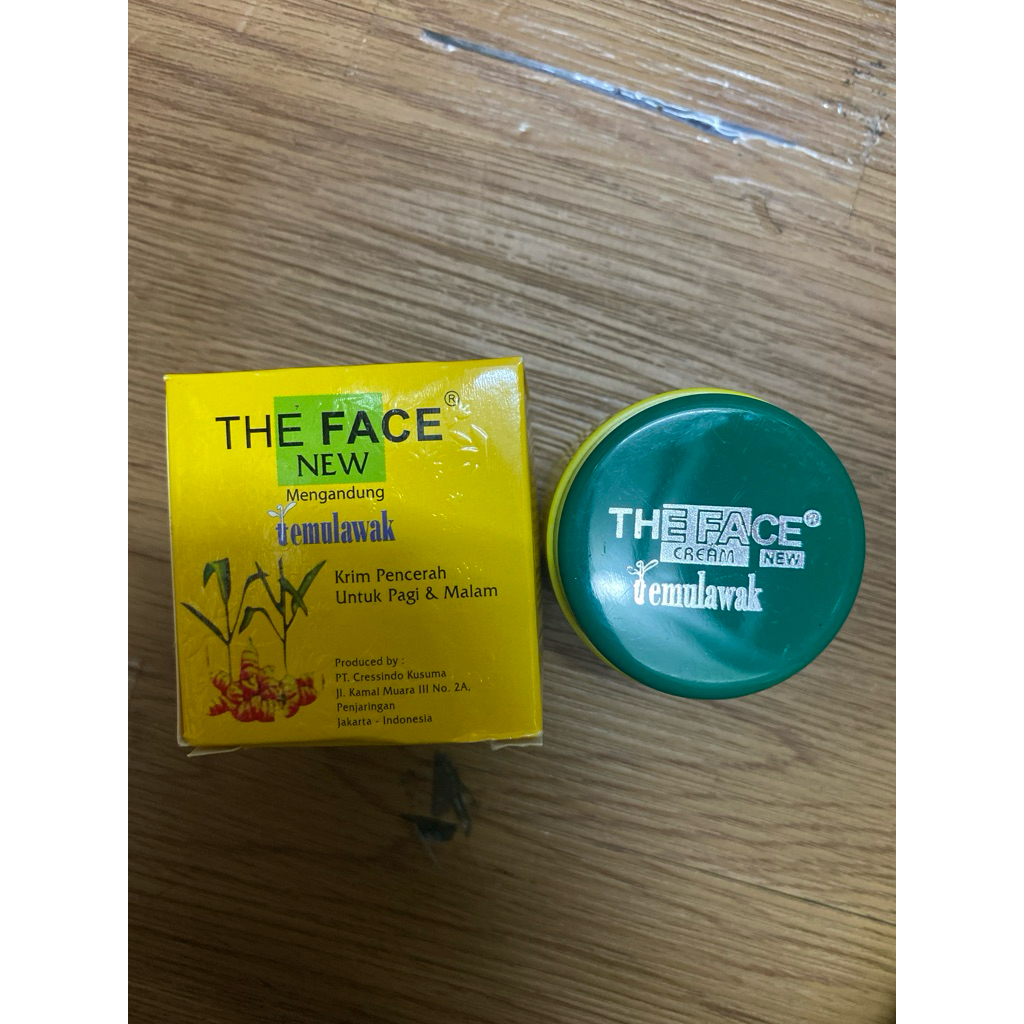 THE FACE®
NEW
Mengandung
temulawak
Krim Pencerah
Untuk Pagi & Malam
Produced by :
PT. Cressindo Kusuma
Jl. Kamal Muara III No. 2A,
Penjaringan
Jakarta - Indonesia
THE FACE®
CREAM NEW
temulawak